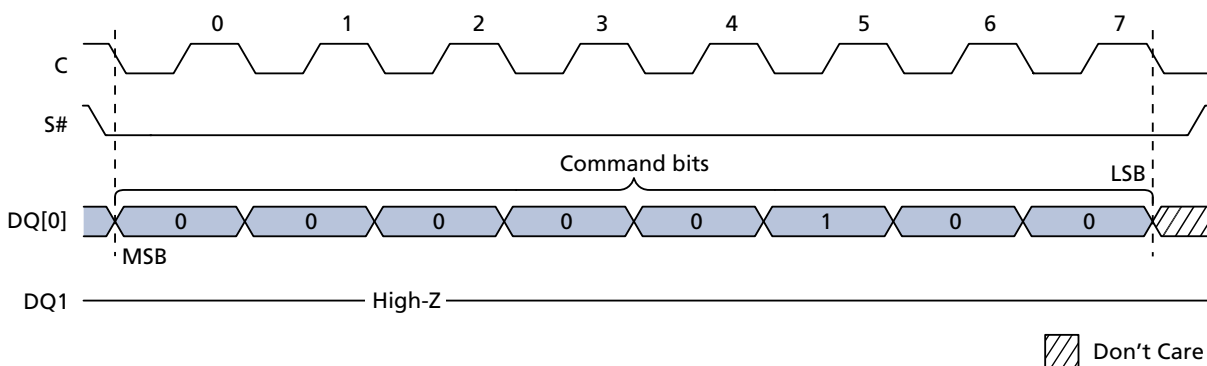 0 1 2 3 4 5 6 7
C
S#
Command bits
LSB
DQ[0] 0 0 0 0 0 1 0 0
MSB
DQ1 High-Z
Don't Care